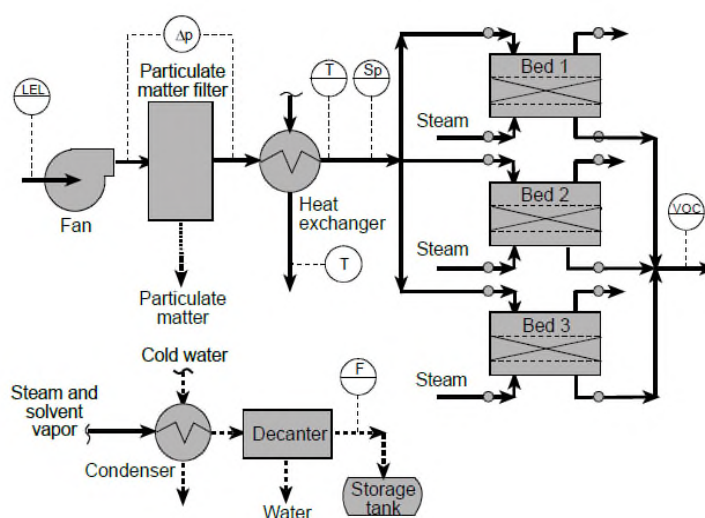 Δp
Particulate
matter filter
LEL
T
Sp
Fan
Heat
exchanger
T
Particulate
matter
Bed 1
Steam
Bed 2
Steam
VOC
Bed 3
Steam
Cold water
Steam and
solvent
vapor
Condenser
Decanter
F
Water
Storage
tank